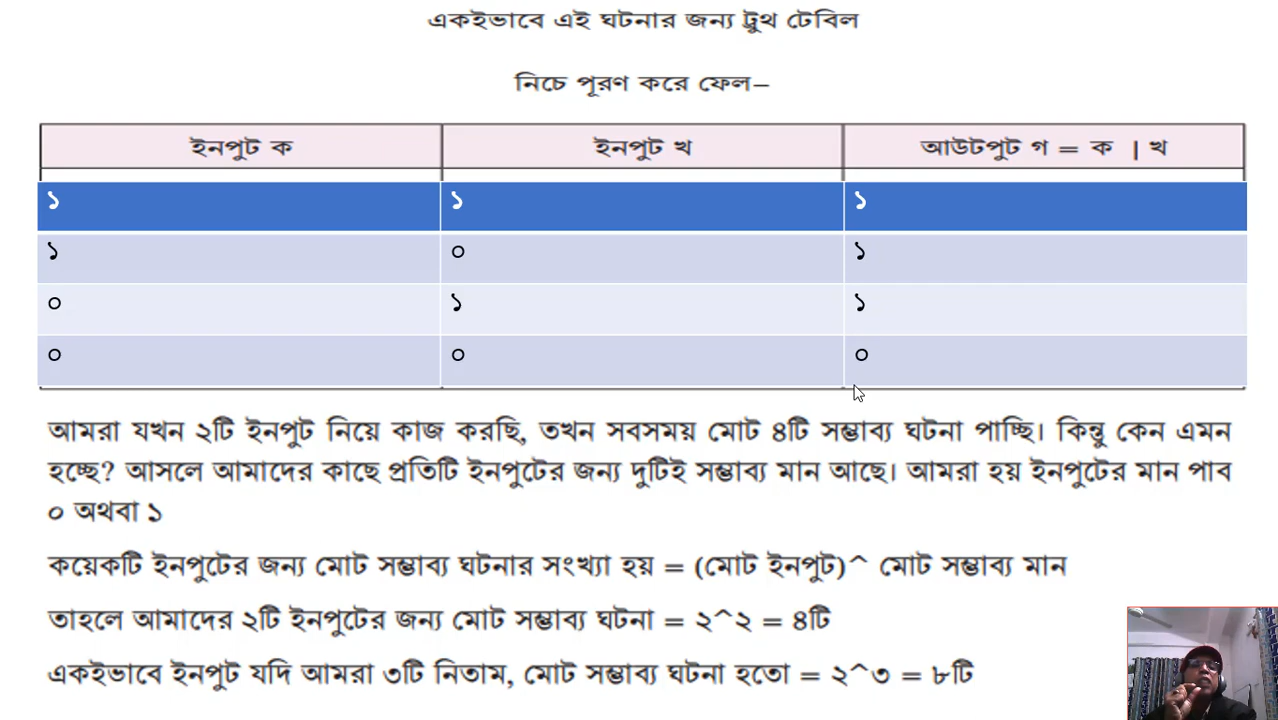 একইভাবে এই ঘটনার জন্য ট্রুথ টেবিল
নিচে পূরণ করে ফেল–
ইনপুট ক ইনপুট খ আউটপুট গ = ক | খ
১ ১ ১
১ ০ ১
০ ১ ১
০ ০ ০
আমরা যখন ২টি ইনপুট নিয়ে কাজ করছি, তখন সবসময় মোট ৪টি সম্ভাব্য ঘটনা পাচ্ছি। কিন্তু কেন এমন
হচ্ছে? আসলে আমাদের কাছে প্রতিটি ইনপুটের জন্য দুটিই সম্ভাব্য মান আছে। আমরা হয় ইনপুটের মান পাব
০ অথবা ১
কয়েকটি ইনপুটের জন্য মোট সম্ভাব্য ঘটনার সংখ্যা হয় = (মোট ইনপুট)^ মোট সম্ভাব্য মান
তাহলে আমাদের ২টি ইনপুটের জন্য মোট সম্ভাব্য ঘটনা = ২^২ = ৪টি
একইভাবে ইনপুট যদি আমরা ৩টি নিতাম, মোট সম্ভাব্য ঘটনা হতো = ২^৩ = ৮টি